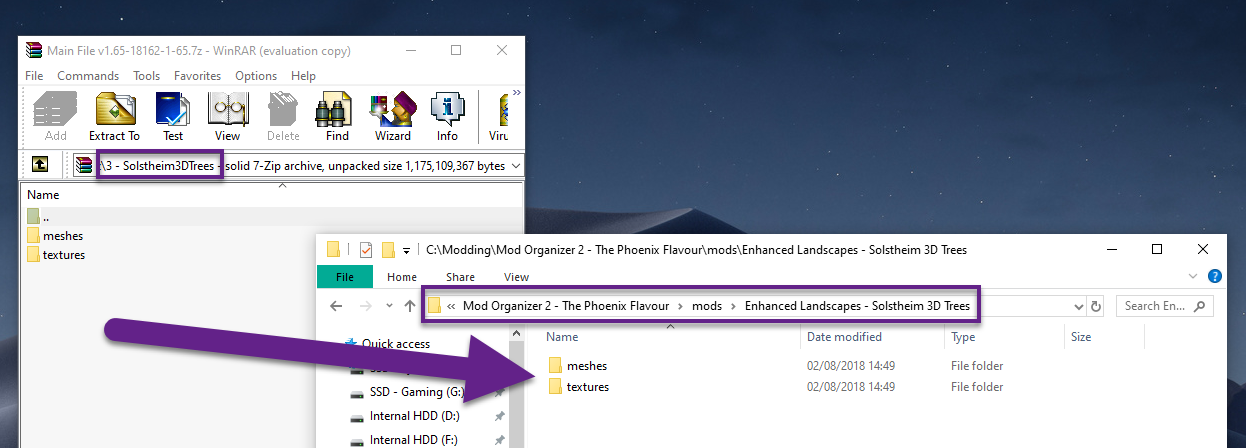 Main File v1.65-18162-1-65.7z - WinRAR (evaluation copy)
File Commands Tools Favorites Options Help
Add Extract To Test View Delete Find Wizard Info Viru
\3 - Solstheim3DTrees - solid 7-Zip archive, unpacked size 1,175,109,367 bytes
Name
..
meshes
textures
C:\Modding\Mod Organizer 2 - The Phoenix Flavour\mods\Enhanced Landscapes - Solstheim 3D Trees
File Home Share View
« Mod Organizer 2 - The Phoenix Flavour > mods > Enhanced Landscapes - Solstheim 3D Trees
Search En...
Quick access
SSD - Gaming (G:)
Internal HDD (D:)
Internal HDD (F:)
Name Date modified Type Size
meshes 02/08/2018 14:49 File folder
textures 02/08/2018 14:49 File folder